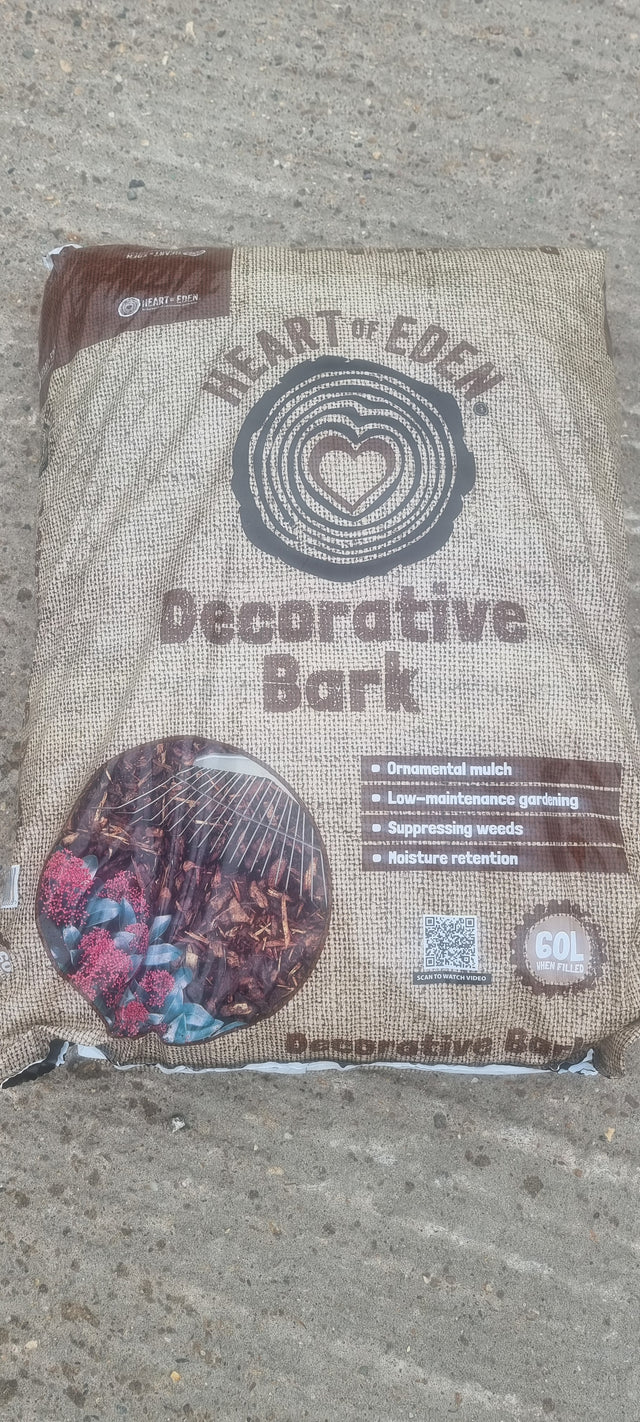 HEART OF EDEN
HEART OF EDEN
Decorative
Bark
Ornamental mulch
Low-maintenance gardening
Suppressing weeds
Moisture retention
SCAN TO WATCH VIDEO
60L
WHEN FILLED
Decorative Bark